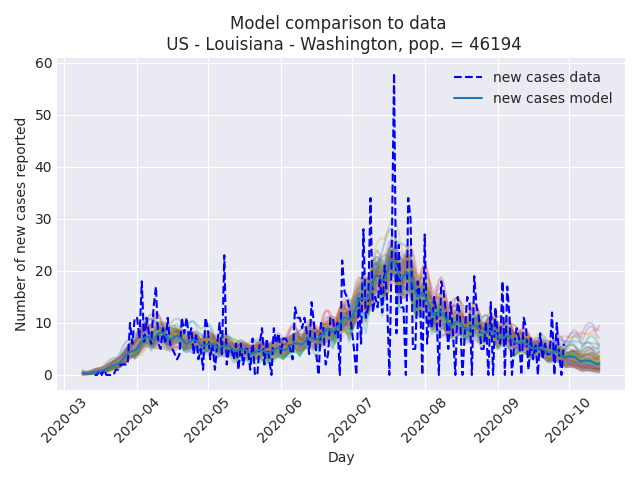 Model comparison to data
US - Louisiana - Washington, pop. = 46194
Number of new cases reported
60
50
40
30
20
10
0
new cases data
new cases model
2020-03
2020-04
2020-05
2020-06
2020-07
2020-08
2020-09
2020-10
Day